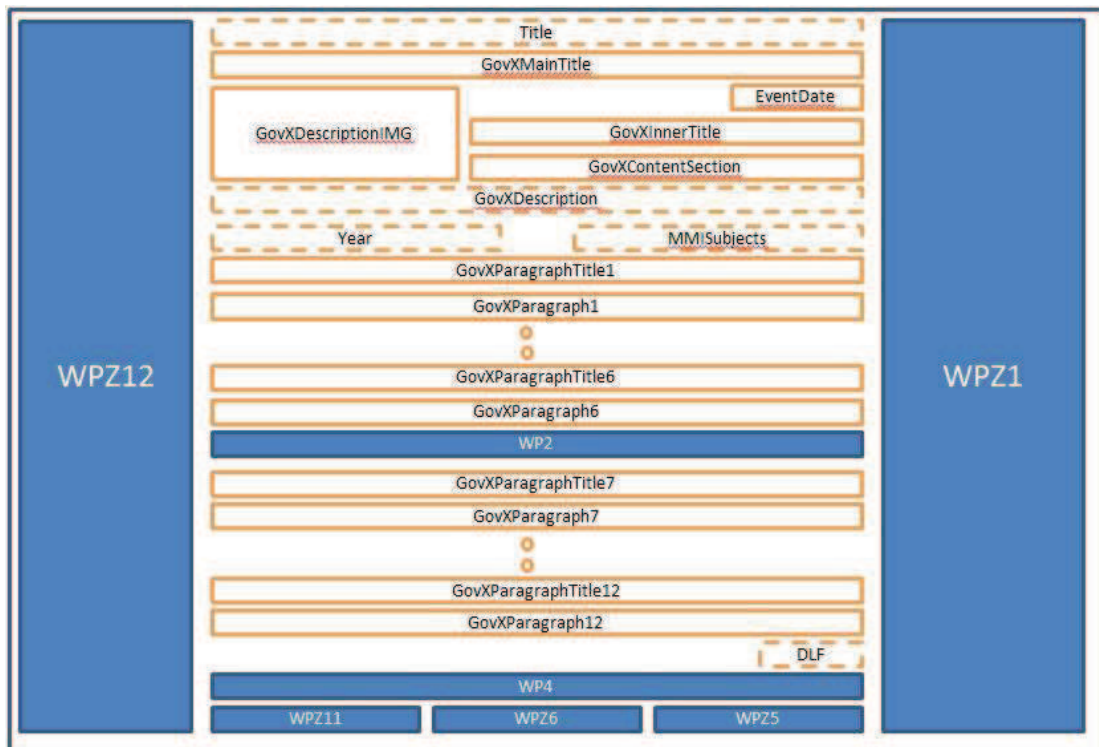 Title
GovXMainTitle
EventDate
GovXDescriptionIMG
GovXInnerTitle
GovXContentSection
GovXDescription
Year MMISubjects
GovXParagraphTitle1
GovXParagraph1
WPZ12
WPZ1
GovXParagraphTitle6
GovXParagraph6
WP2
GovXParagraphTitle7
GovXParagraph7
GovXParagraphTitle12
GovXParagraph12
DLF
WP4
WPZ11 WPZ6 WPZ5